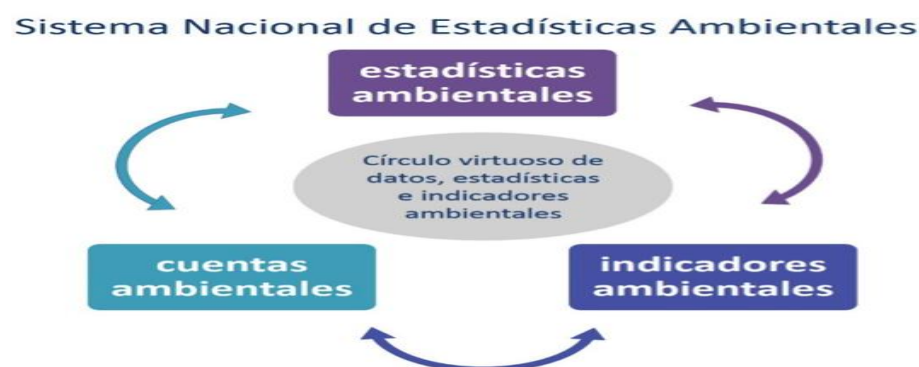 Sistema Nacional de Estadísticas Ambientales
estadísticas
ambientales
Círculo virtuoso de
datos, estadísticas
e indicadores
ambientales
cuentas
ambientales
indicadores
ambientales